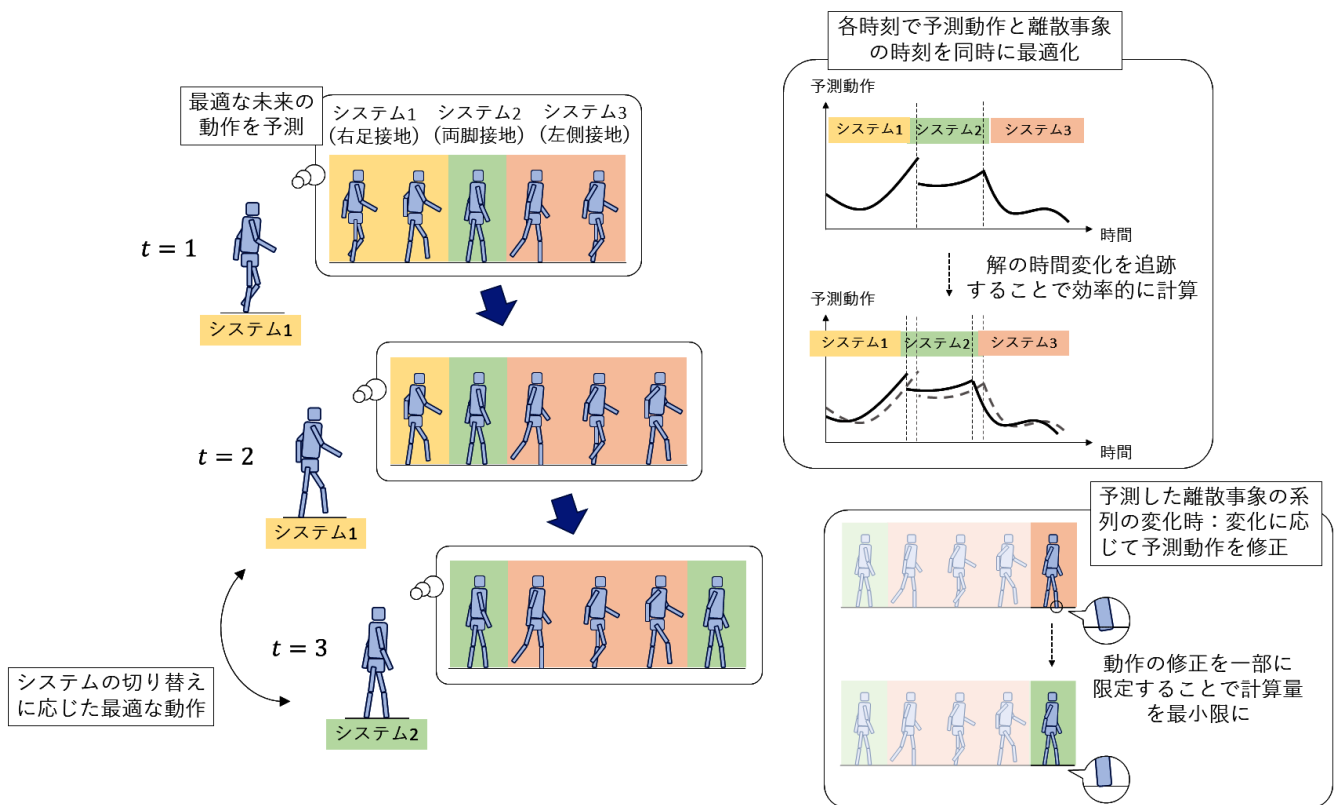 最適な未来の
動作を予測
システム1
(右足接地)
システム2
(両脚接地)
システム3
(左側接地)
t = 1
システム1
t = 2
システム1
t = 3
システム2
システムの切り替え
に応じた最適な動作
各時刻で予測動作と離散事象
の時刻を同時に最適化
予測動作
システム1
システム2
システム3
時間
解の時間変化を追跡
することで効率的に計算
予測動作
システム1
システム2
システム3
時間
予測した離散事象の系
列の変化時：変化に応
じて予測動作を修正
動作の修正を一部に
限定することで計算量
を最小限に